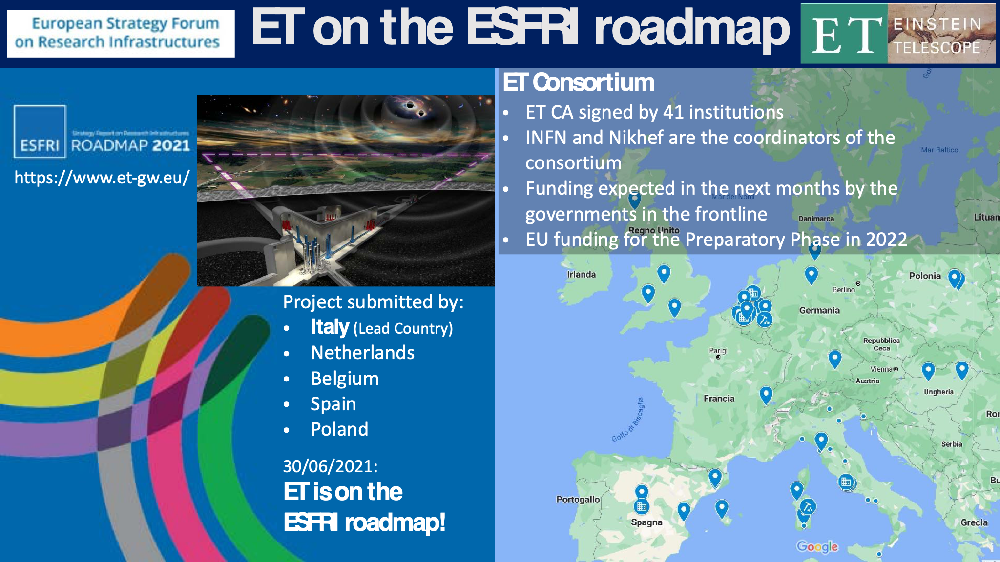 European Strategy Forum
on Research Infrastructures
ET on the ESFRI roadmap
ET
EINSTEIN
TELESCOPE
ESFRI
Strategy Report on Research Infrastructures
ROADMAP 2021
https://www.et-gw.eu/
Project submitted by:
• Italy (Lead Country)
• Netherlands
• Belgium
• Spain
• Poland
30/06/2021:
ET is on the
ESFRI roadmap!
ET Consortium
• ET CA signed by 41 institutions
• INFN and Nikhef are the coordinators of the
consortium
• Funding expected in the next months by the
governments in the frontline
• EU funding for the Preparatory Phase in 2022
Mar Baltico
Mar del Nord
Danimarca
Lituan
Regno Unito
Irlanda
Polonia
Berlino
Germania
Repubblica
Ceca
Parigi
Vienna
Austria
Ungheria
Francia
Ron
Golfo di Biscaglia
Serbia
Bu
Portogallo
Spagna
Grecia
Google